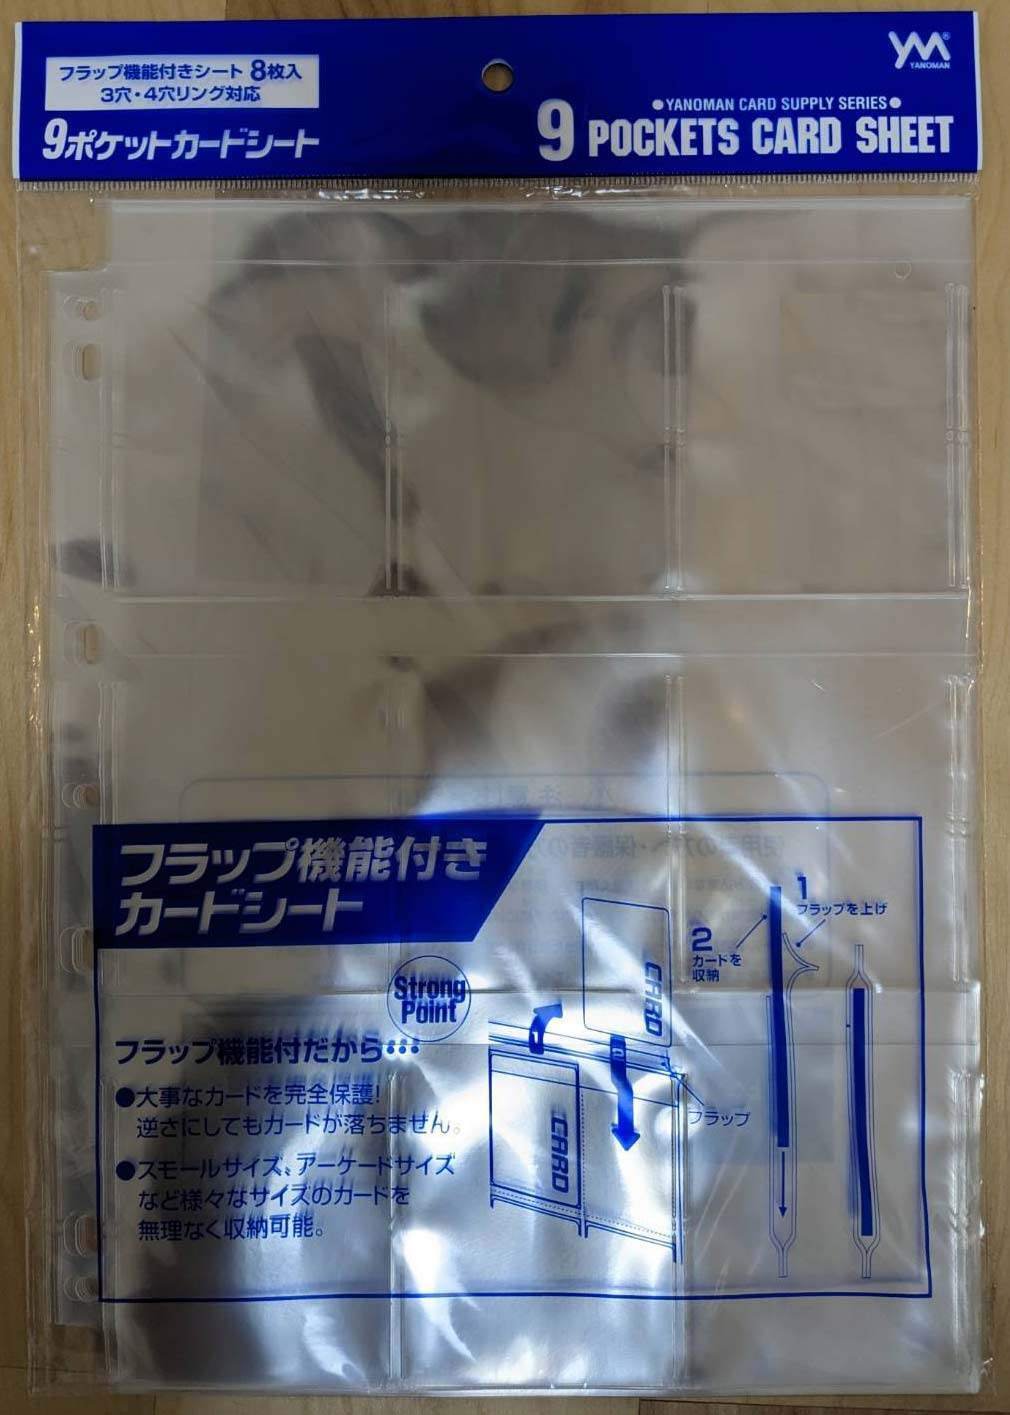 フラップ機能付きシート 8枚入
3穴・4穴リング対応
9ポケットカードシート
YM®
YANOMAN
●YANOMAN CARD SUPPLY SERIES●
9 POCKETS CARD SHEET
フラップ機能付き
カードシート
Strong
Point
フラップ機能付だから・・・
●大事なカードを完全保護!
逆さにしてもカードが落ちません。
●スモールサイズ、アーケードサイズ
など様々なサイズのカードを
無理なく収納可能。
CARD
CARD
フラップ
1
フラップを上げ
2
カードを
収納